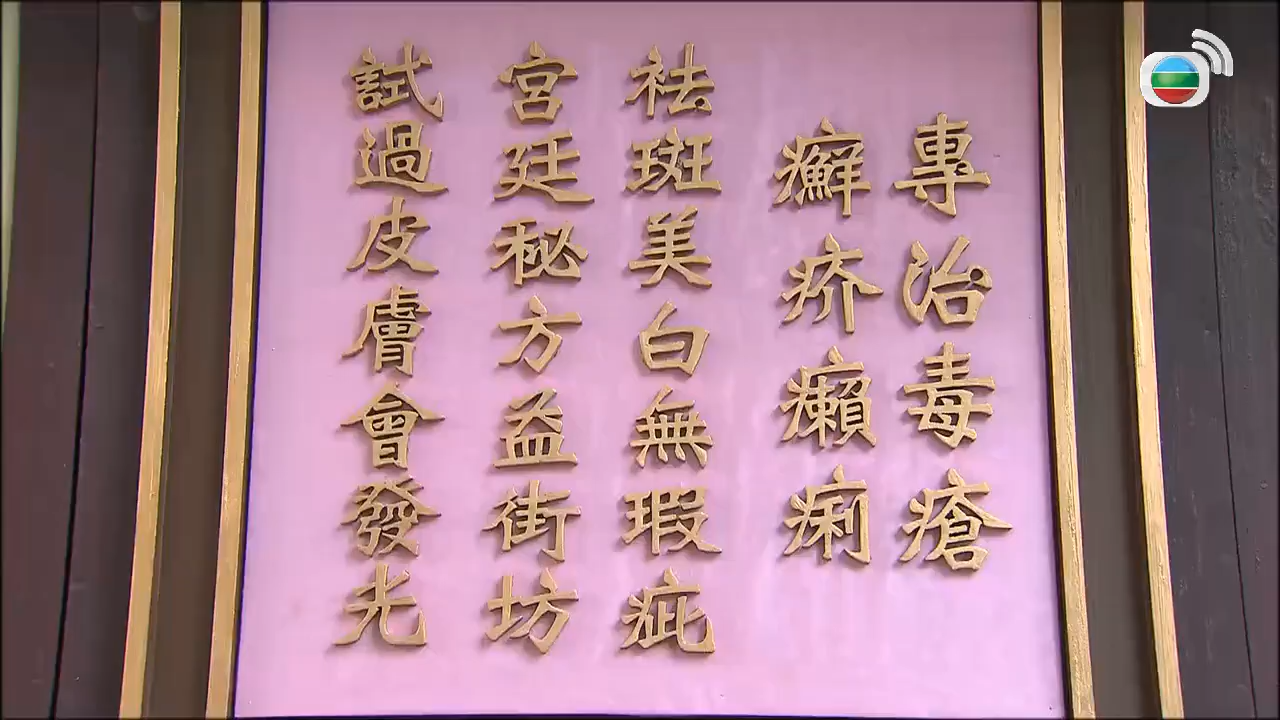 專治毒瘡
癬疥癩痢
祛斑美白無瑕疵
宮廷秘方益街坊
試過皮膚會發光